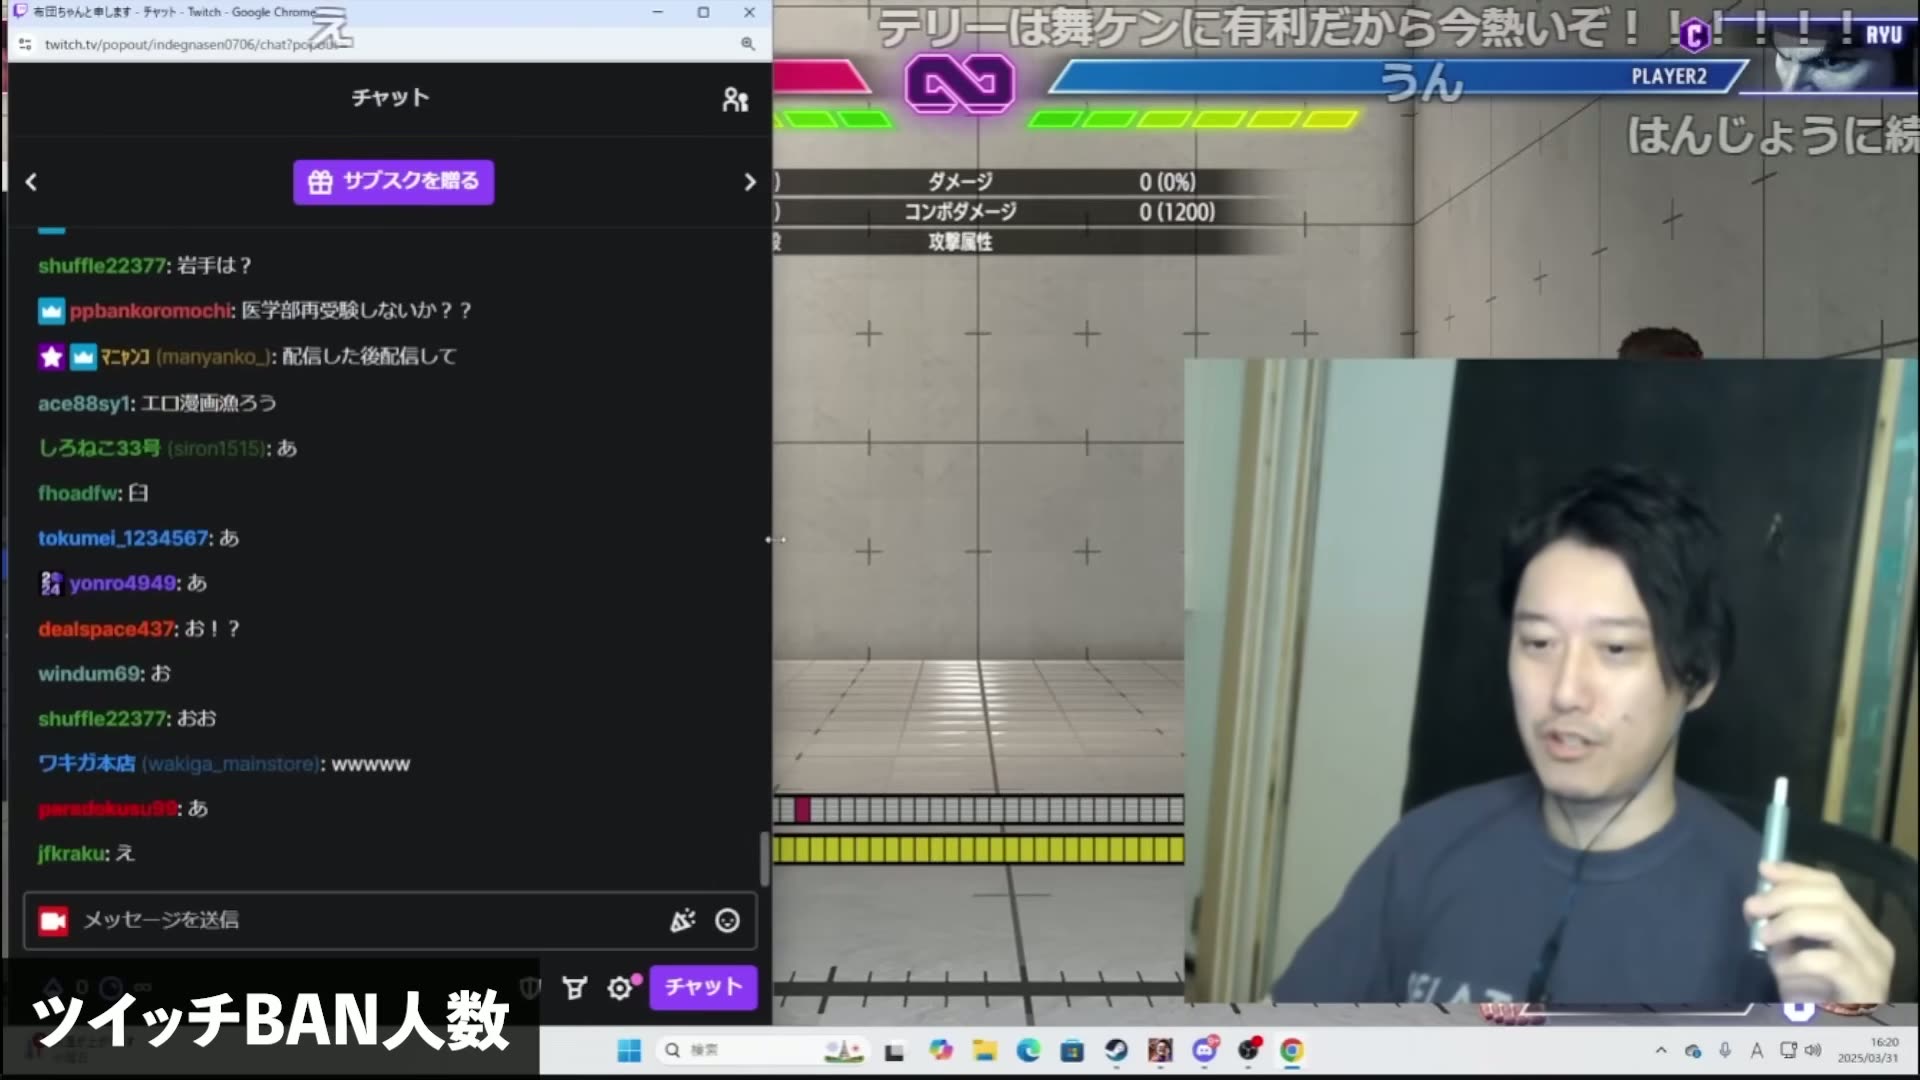 布団ちゃんと申します - チャット - Twitch - Google Chrome
え
twitch.tv/popout/indegnasen0706/chat?popout=
テリーは舞ケンに有利だから今熱いぞ！！！！！！
C
RYU
PLAYER2
うん
はんじょうに続
チャット
サブスクを贈る
ダメージ 0 (0%)
コンボダメージ 0 (1200)
攻撃属性
shuffle22377: 岩手は？
ppbankoromochi: 医学部再受験しないか？？
マニャンコ (manyanko_): 配信した後配信して
ace88sy1: エロ漫画漁ろう
しろねこ33号 (siron1515): あ
fhoadfw: 臼
tokumei_1234567: あ
yonro4949: あ
dealspace437: お！？
windum69: お
shuffle22377: おお
ワキガ本店 (wakiga_mainstore): wwwww
paradokusu99: あ
jfkraku: え
メッセージを送信
チャット
ツイッチBAN人数
検索
A
16:20
2025/03/31